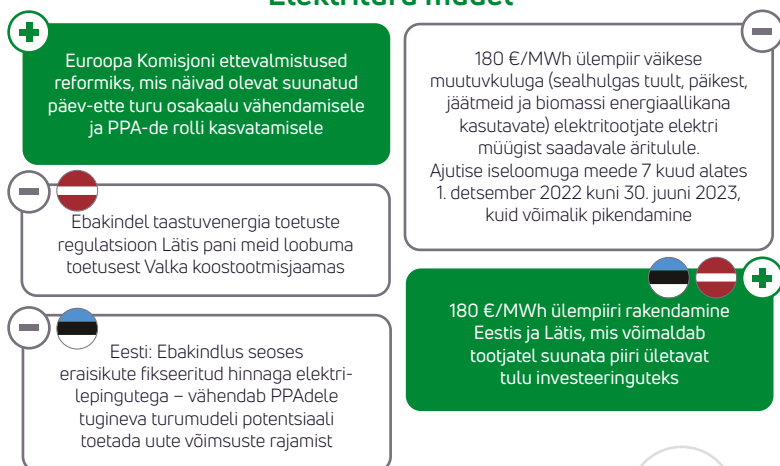 Elektrituru mudel
Euroopa Komisjoni ettevalmistused
reformiks, mis näivad olevat suunatud
päev-ette turu osakaalu vähendamisele
ja PPA-de rolli kasvatamisele
Ebakindel taastuvenergia toetuste
regulatsioon Lätis pani meid loobuma
toetusest Valka koostootmisjaamas
Eesti: Ebakindlus seoses
eraisikute fikseeritud hinnaga elektri-
lepingutega – vähendab PPAdele
tugineva turumudeli potentsiaali
toetada uute võimsuste rajamist
180 €/MWh ülempiir väikese
muutuvkuluga (sealhulgas tuult, päikest,
jäätmeid ja biomassi energiaallikana
kasutavate) elektritootjate elektri
müügist saadavale äritulule.
Ajutise iseloomuga meede 7 kuud alates
1. detsember 2022 kuni 30. juuni 2023,
kuid võimalik pikendamine
180 €/MWh ülempiiri rakendamine
Eestis ja Lätis, mis võimaldab
tootjatel suunata piiri ületavat
tulu investeeringuteks